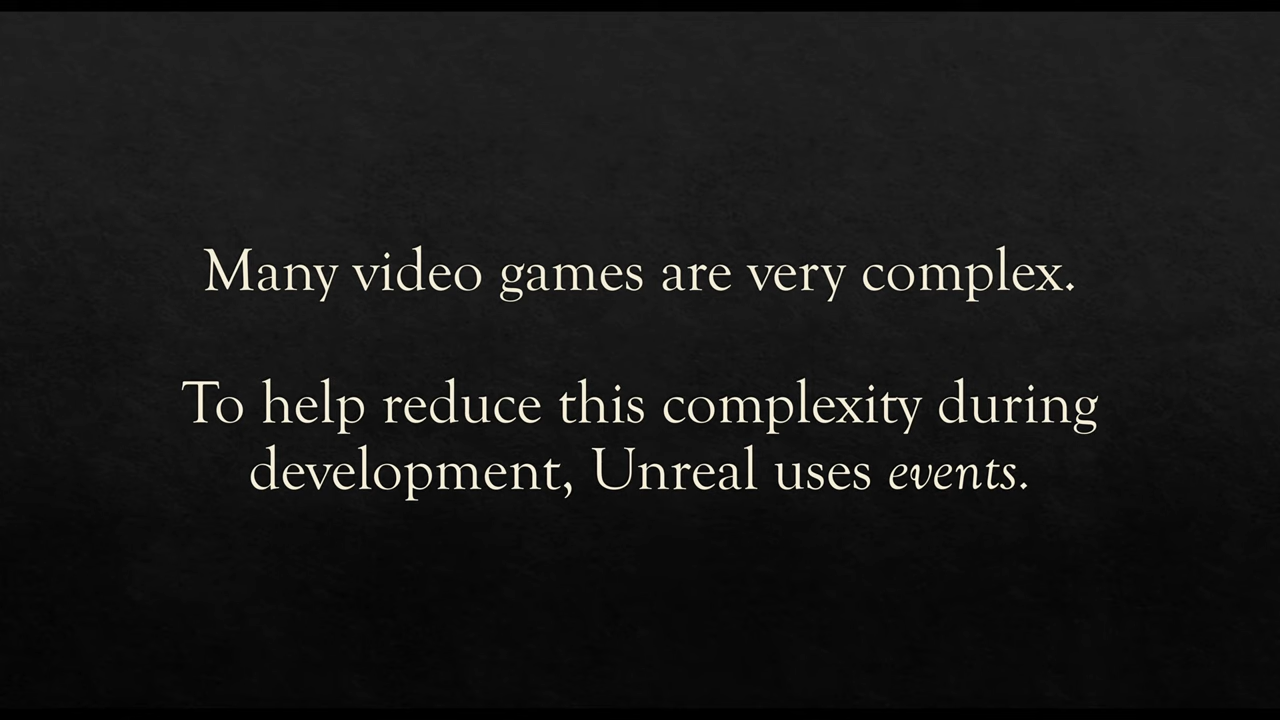 Many video games are very complex.
To help reduce this complexity during
development, Unreal uses events.